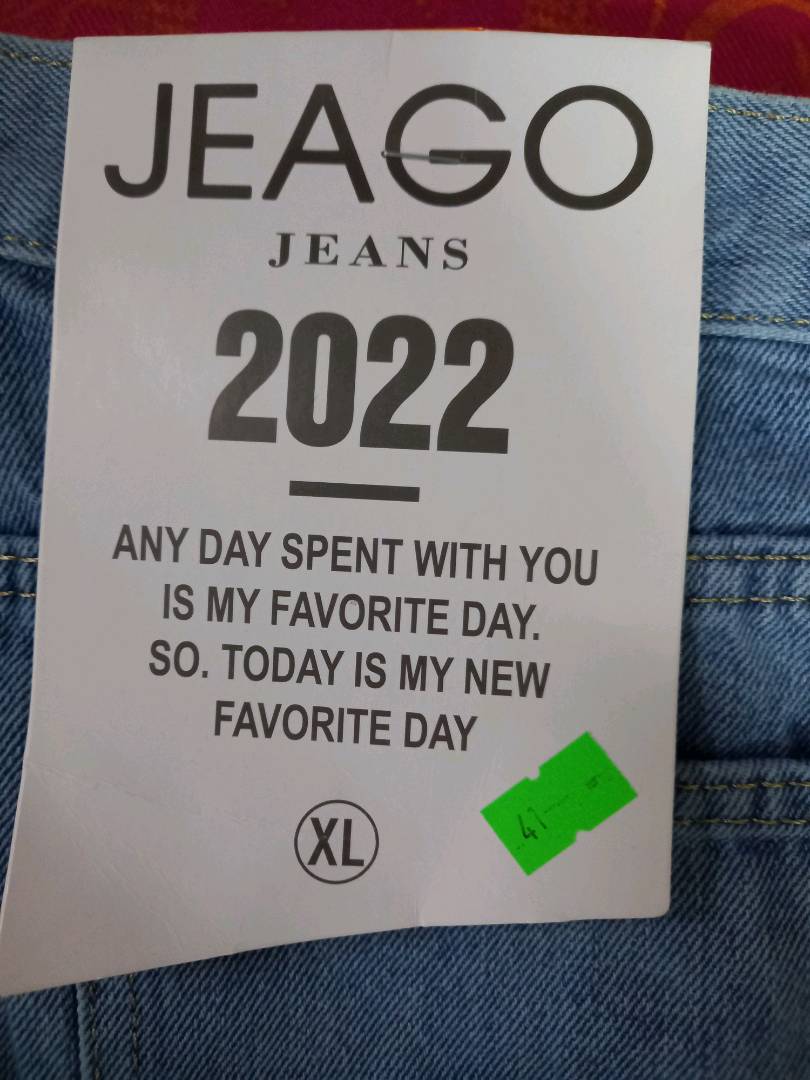 JEAGO
JEANS
2022
ANY DAY SPENT WITH YOU
IS MY FAVORITE DAY.
SO. TODAY IS MY NEW
FAVORITE DAY
XL
41